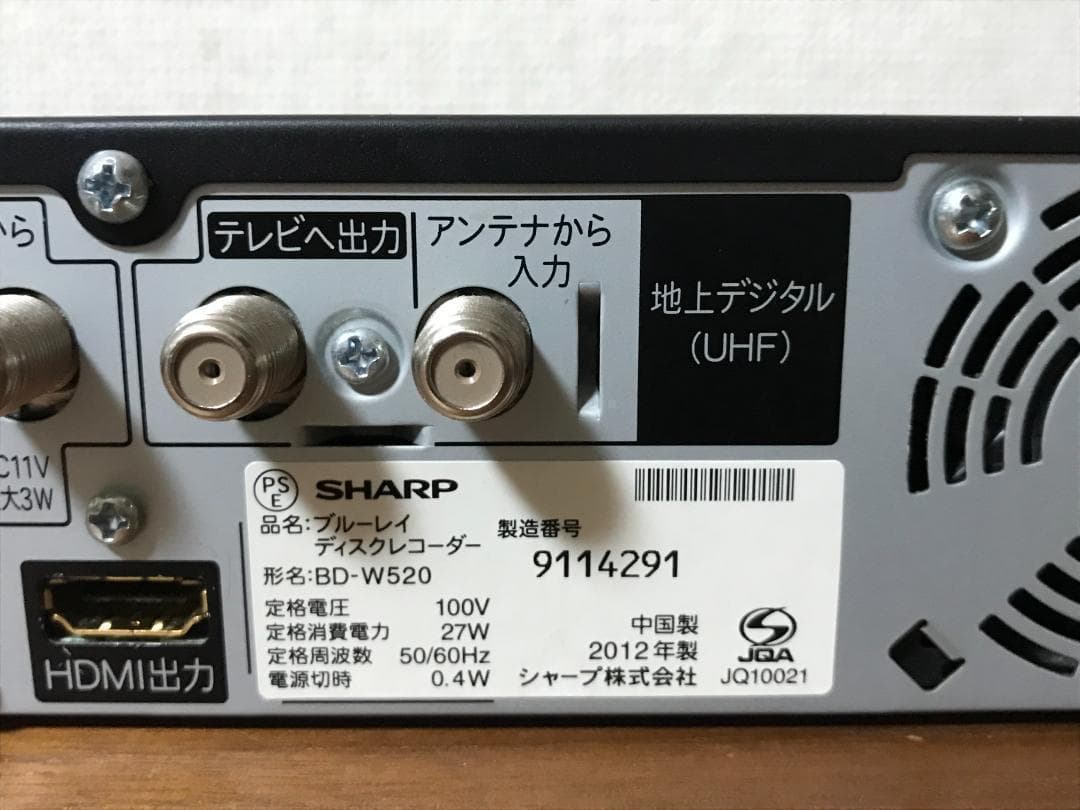 から
テレビへ出力
アンテナから
入力
地上デジタル
(UHF)
C11V
大3W
HDMI出力
PS
E
SHARP
品名:ブルーレイ
ディスクレコーダー
形名:BD-W520
製造番号
9114291
定格電圧 100V
定格消費電力 27W
定格周波数 50/60Hz
電源切時 0.4W
中国製
2012年製
シャープ株式会社
JQA
JQ10021